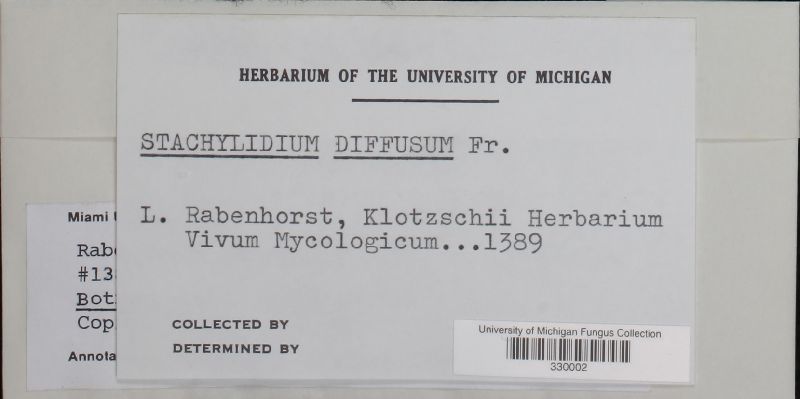 HERBARIUM OF THE UNIVERSITY OF MICHIGAN
STACHYLIDIUM DIFFUSUM Fr.
L. Rabenhorst, Klotzschii Herbarium
Vivum Mycologicum...1389
COLLECTED BY
DETERMINED BY
University of Michigan Fungus Collection
330002
Miami